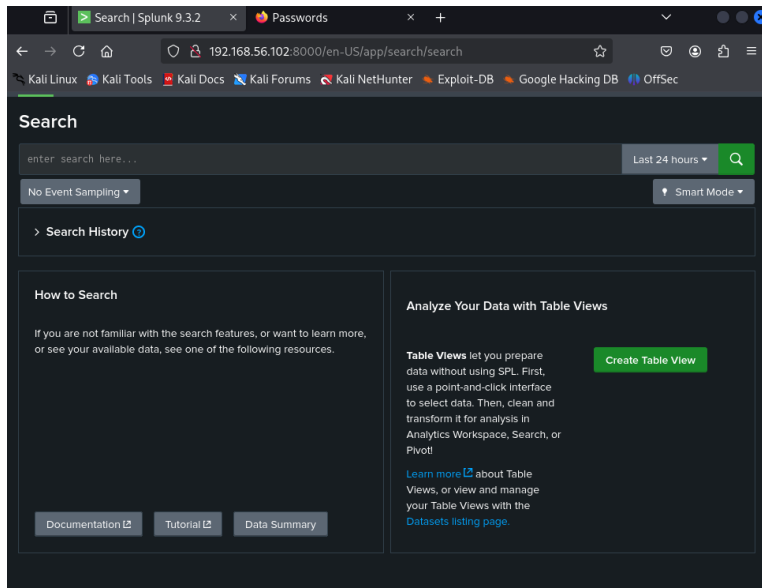 Search | Splunk 9.3.2
Passwords
192.168.56.102:8000/en-US/app/search/search
Kali Linux Kali Tools Kali Docs Kali Forums Kali NetHunter Exploit-DB Google Hacking DB OffSec
Search
enter search here...
Last 24 hours
No Event Sampling
Smart Mode
Search History
How to Search
If you are not familiar with the search features, or want to learn more,
or see your available data, see one of the following resources.
Documentation
Tutorial
Data Summary
Analyze Your Data with Table Views
Table Views let you prepare
data without using SPL. First,
use a point-and-click interface
to select data. Then, clean and
transform it for analysis in
Analytics Workspace, Search, or
Pivot!
Learn more about Table
Views, or view and manage
your Table Views with the
Datasets listing page.
Create Table View